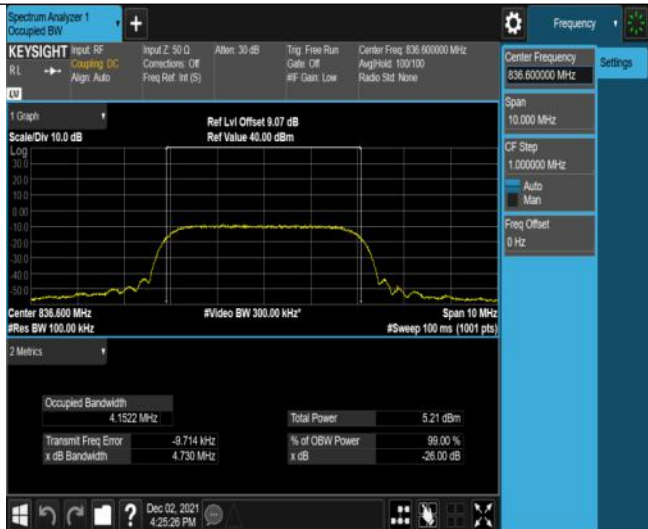 Spectrum Analyzer 1
Occupied BW
Frequency
KEYSIGHT
Input: RF
Coupling: DC
Align: Auto
Input Z: 50 Ω
Corrections: Off
Freq Ref: Int (S)
Atten: 30 dB
Trig: Free Run
Gate: Off
#IF Gain: Low
Center Freq: 836.600000 MHz
Avg|Hold: 100/100
Radio Std: None
R L
LW
Center Frequency
836.600000 MHz
Settings
Span
10.000 MHz
CF Step
1.000000 MHz
Auto
Man
Freq Offset
0 Hz
1 Graph
Scale/Div 10.0 dB
Ref Lvl Offset 9.07 dB
Ref Value 40.00 dBm
Log
30.0
20.0
10.0
0.00
-10.0
-20.0
-30.0
-40.0
-50.0
Center 836.600 MHz
#Video BW 300.00 kHz*
Span 10 MHz
#Res BW 100.00 kHz
#Sweep 100 ms (1001 pts)
2 Metrics
Occupied Bandwidth
4.1522 MHz
Total Power 5.21 dBm
Transmit Freq Error -9.714 kHz
% of OBW Power 99.00 %
x dB Bandwidth 4.730 MHz
x dB -26.00 dB
?
Dec 02, 2021
4:25:26 PM